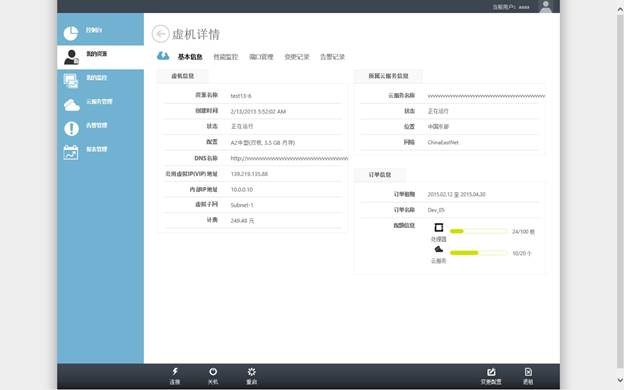 当前用户：aaaa
控制台
我的资源
我的监控
云服务管理
告警管理
报表管理
虚机详情
基本信息 性能监控 端口管理 变更记录 告警记录
虚机信息
资源名称 test13-6
创建时间 2/13/2015 3:52:02 AM
状态 正在运行
配置 A2中型(双核, 3.5 GB 内存)
DNS名称
公用虚拟IP(VIP)地址 139.219.135.88
内部IP地址 10.0.0.10
虚拟子网 Subnet-1
计费 249.48 元
所属云服务信息
云服务名称
状态 正在运行
位置 中国东部
网络 ChinaEastNet
订单信息
订单期限 2015.02.12 至 2015.04.30
订单名称 Dev_05
配额信息
处理器 24/100 核
云服务 10/20 个
连接 关机 重启 变更配置 退租